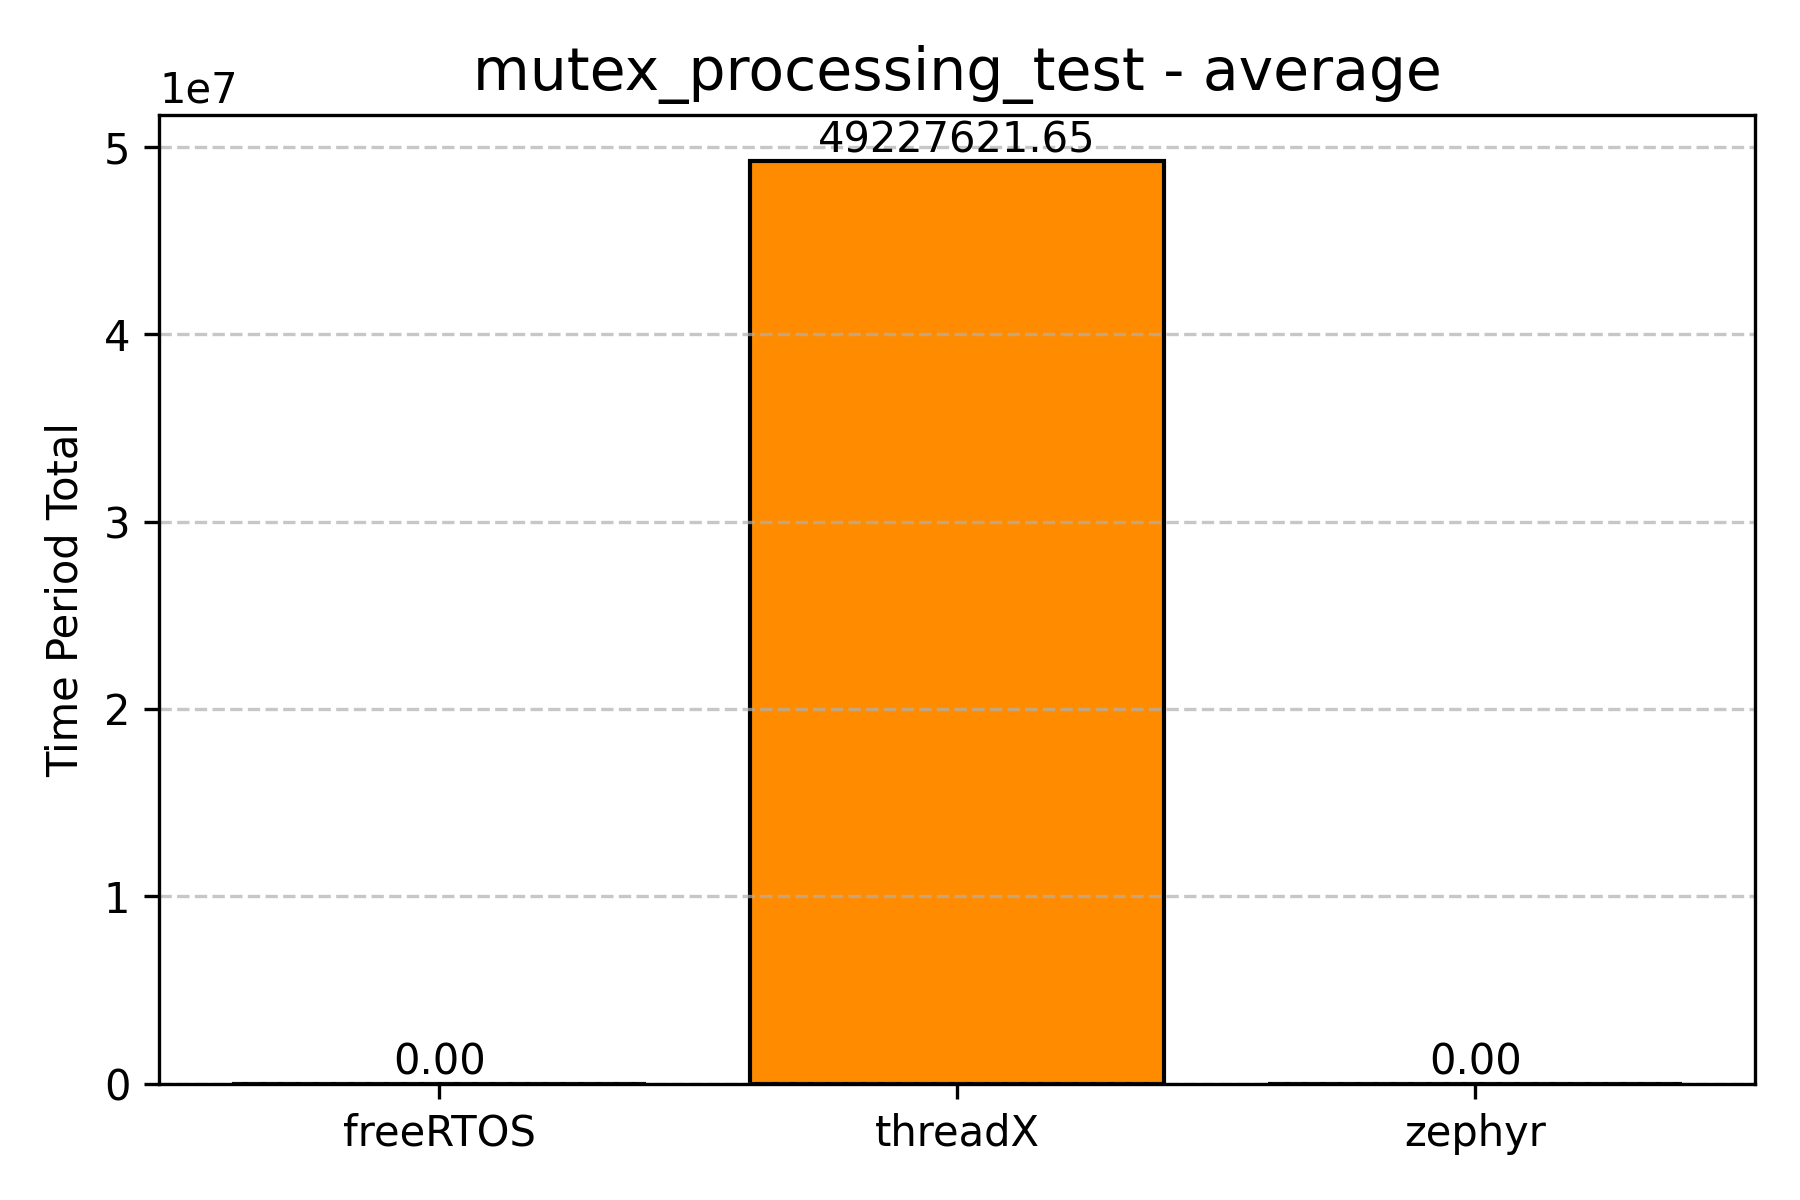 mutex_processing_test - average
1e7
49227621.65
5
4
3
2
1
0
Time Period Total
0.00
0.00
freeRTOS
threadX
zephyr